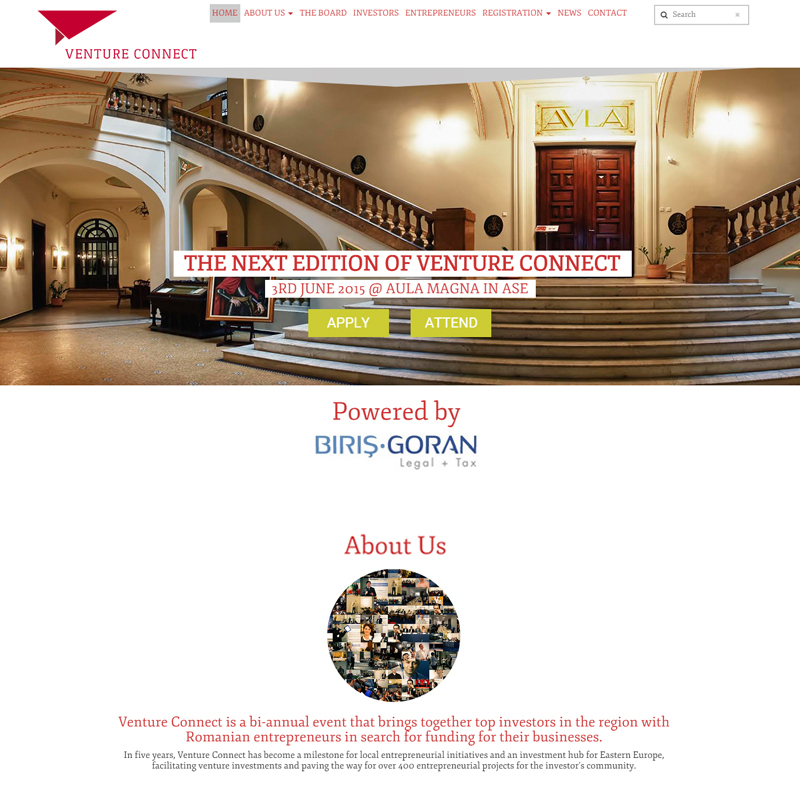 HOME ABOUT US THE BOARD INVESTORS ENTREPRENEURS REGISTRATION NEWS CONTACT
Search ×
VENTURE CONNECT
AVLA
THE NEXT EDITION OF VENTURE CONNECT
3RD JUNE 2015 @ AULA MAGNA IN ASE
APPLY ATTEND
Powered by
BIRIŞ·GORAN
Legal + Tax
About Us
Venture Connect is a bi-annual event that brings together top investors in the region with
Romanian entrepreneurs in search for funding for their businesses.
In five years, Venture Connect has become a milestone for local entrepreneurial initiatives and an investment hub for Eastern Europe,
facilitating venture investments and paving the way for over 400 entrepreneurial projects for the investor's community.